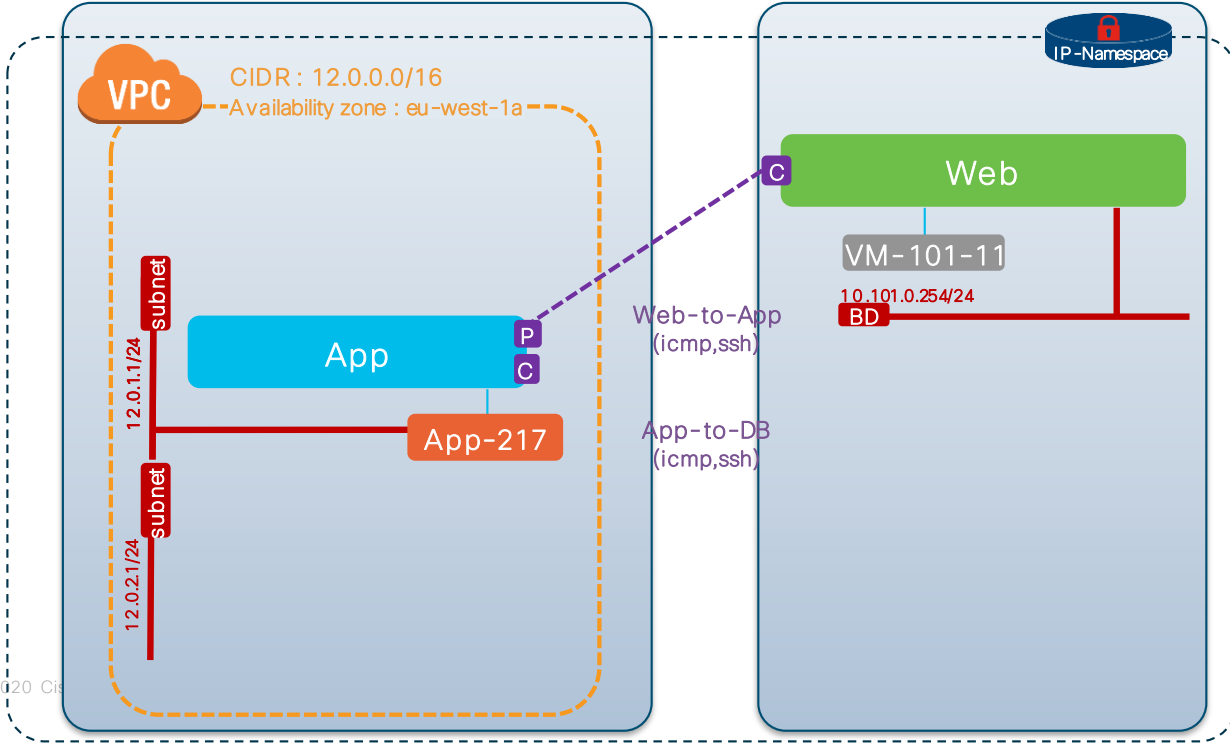 IP-Namespace
VPC
CIDR : 12.0.0.0/16
Availability zone : eu-west-1a
C
Web
VM-101-11
10.101.0.254/24
BD
subnet
12.0.1.1/24
App
P
C
Web-to-App
(icmp,ssh)
App-217
App-to-DB
(icmp,ssh)
subnet
12.0.2.1/24
020 Cis